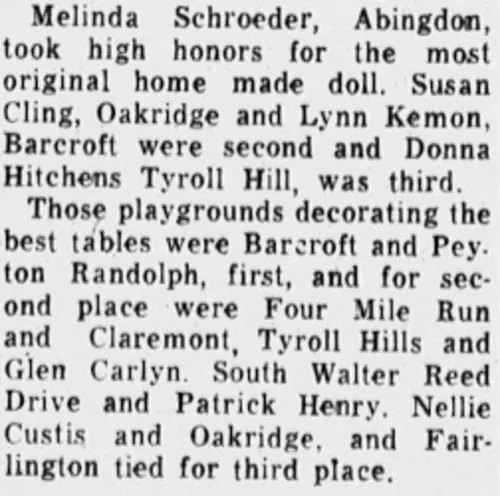 Melinda Schroeder, Abingdon,
took high honors for the most
original home made doll. Susan
Cling, Oakridge and Lynn Kemon,
Barcroft were second and Donna
Hitchens Tyroll Hill, was third.
Those playgrounds decorating the
best tables were Barcroft and Pey-
ton Randolph, first, and for sec-
ond place were Four Mile Run
and Claremont, Tyroll Hills and
Glen Carlyn. South Walter Reed
Drive and Patrick Henry. Nellie
Custis and Oakridge, and Fair-
lington tied for third place.